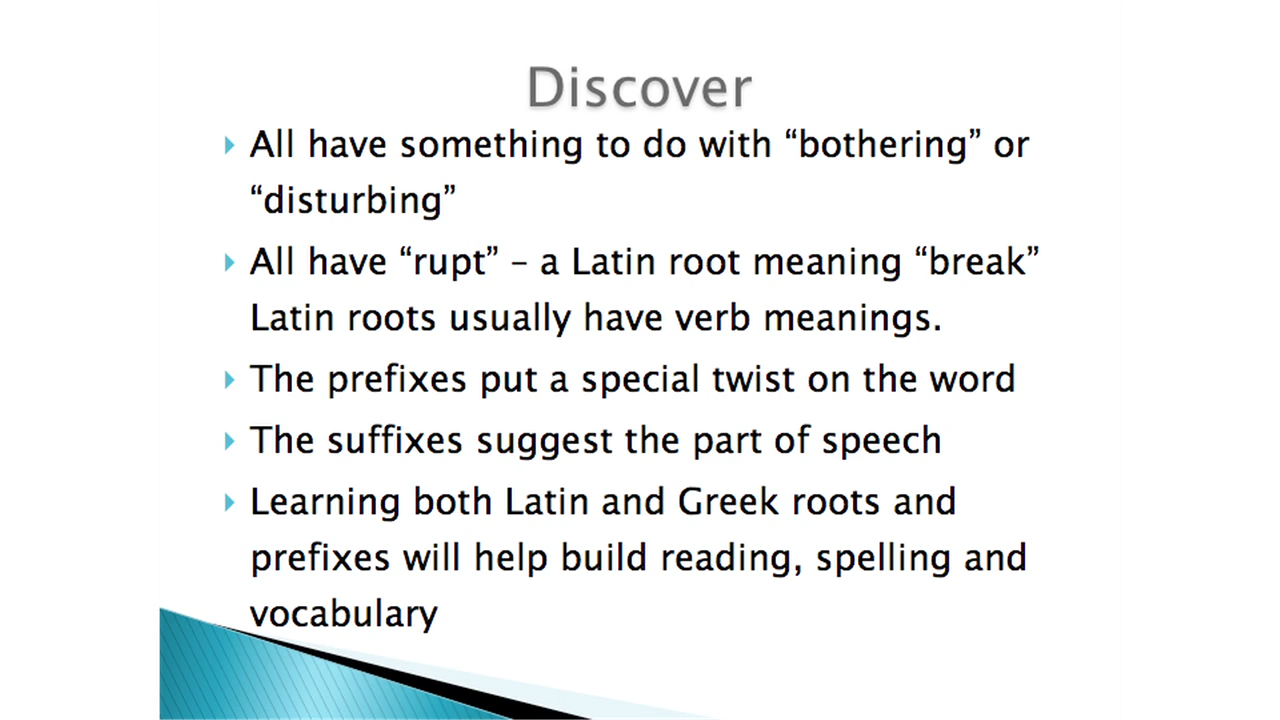 Discover
All have something to do with “bothering” or
“disturbing”
All have “rupt” – a Latin root meaning “break”
Latin roots usually have verb meanings.
The prefixes put a special twist on the word
The suffixes suggest the part of speech
Learning both Latin and Greek roots and
prefixes will help build reading, spelling and
vocabulary